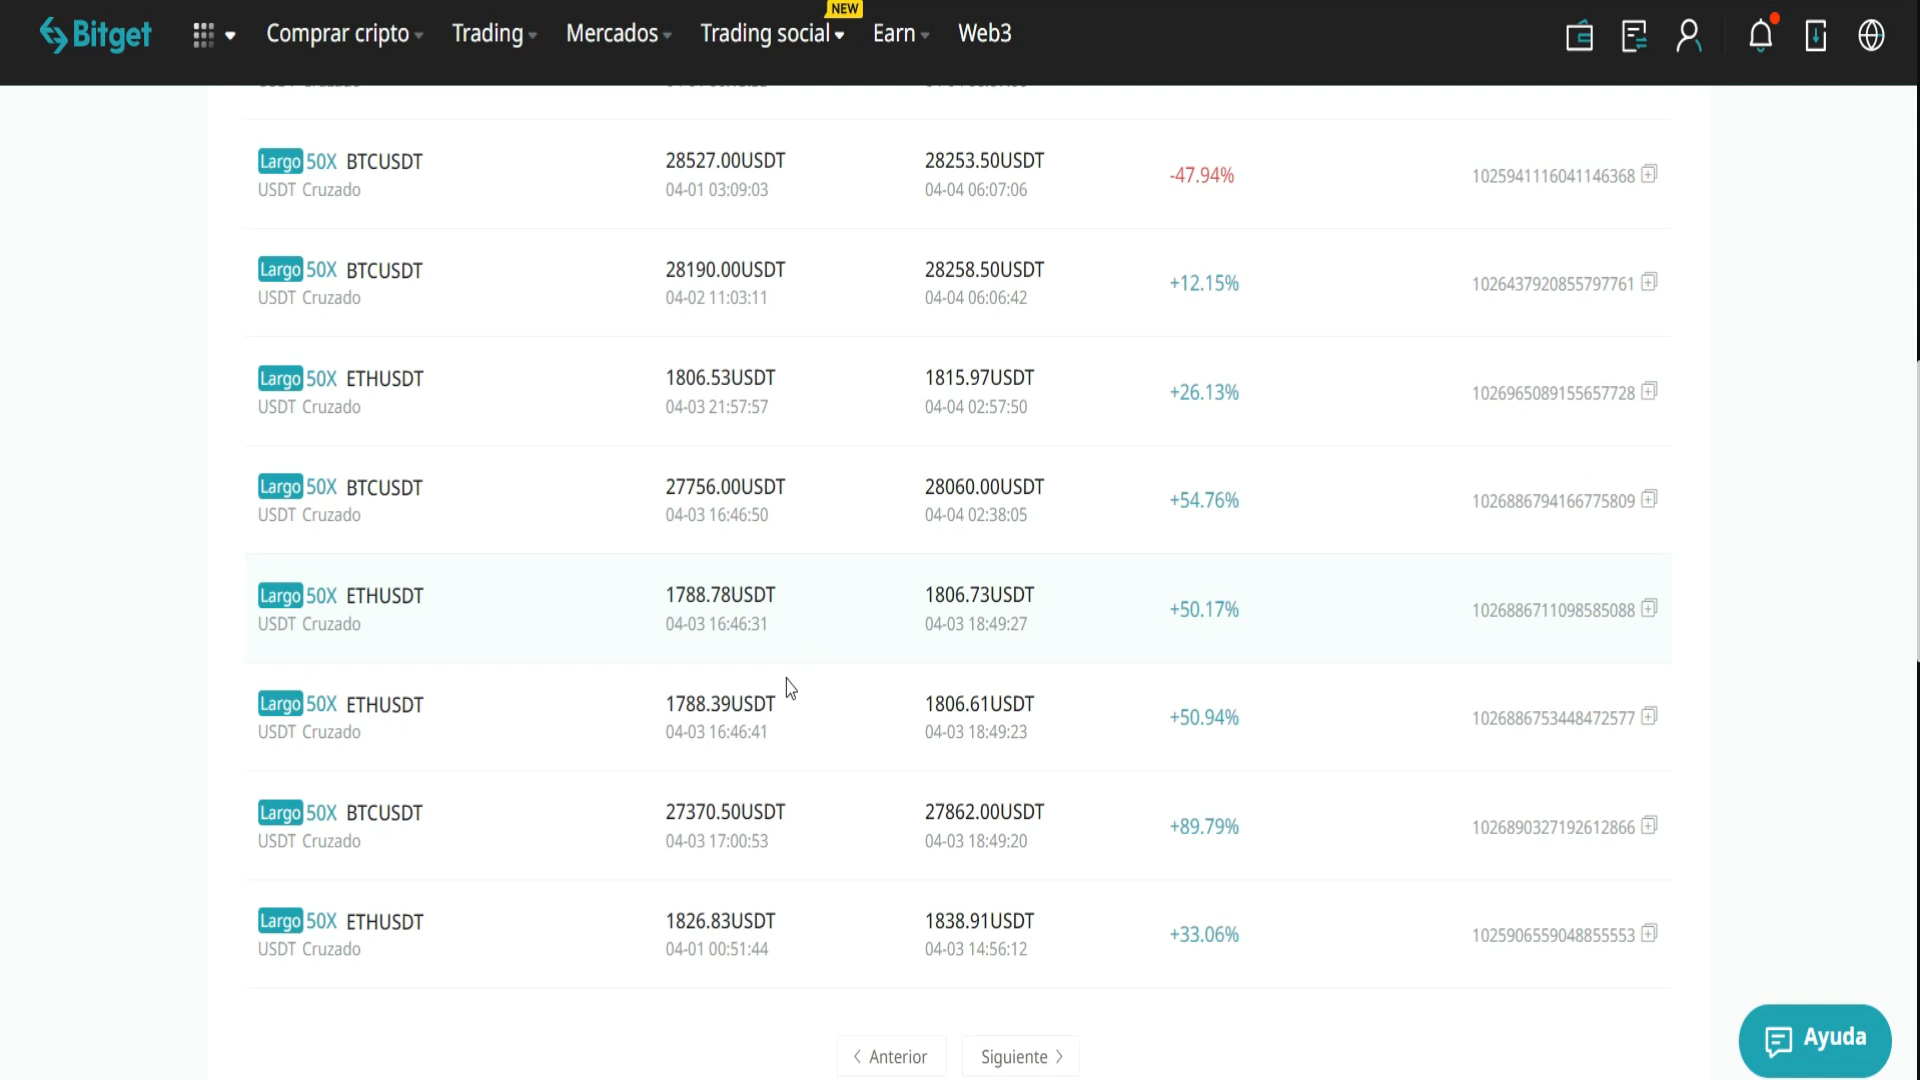 Bitget
Comprar cripto
Trading
Mercados
Trading social
NEW
Earn
Web3
Largo 50X BTCUSDT 28527.00USDT 28253.50USDT -47.94% 1025941116041146368
USDT Cruzado 04-01 03:09:03 04-04 06:07:06
Largo 50X BTCUSDT 28190.00USDT 28258.50USDT +12.15% 1026437920855797761
USDT Cruzado 04-02 11:03:11 04-04 06:06:42
Largo 50X ETHUSDT 1806.53USDT 1815.97USDT +26.13% 1026965089155657728
USDT Cruzado 04-03 21:57:57 04-04 02:57:50
Largo 50X BTCUSDT 27756.00USDT 28060.00USDT +54.76% 1026886794166775809
USDT Cruzado 04-03 16:46:50 04-04 02:38:05
Largo 50X ETHUSDT 1788.78USDT 1806.73USDT +50.17% 1026886711098585088
USDT Cruzado 04-03 16:46:31 04-03 18:49:27
Largo 50X ETHUSDT 1788.39USDT 1806.61USDT +50.94% 1026886753448472577
USDT Cruzado 04-03 16:46:41 04-03 18:49:23
Largo 50X BTCUSDT 27370.50USDT 27862.00USDT +89.79% 1026890327192612866
USDT Cruzado 04-03 17:00:53 04-03 18:49:20
Largo 50X ETHUSDT 1826.83USDT 1838.91USDT +33.06% 1025906559048855553
USDT Cruzado 04-01 00:51:44 04-03 14:56:12
Anterior
Siguiente
Ayuda